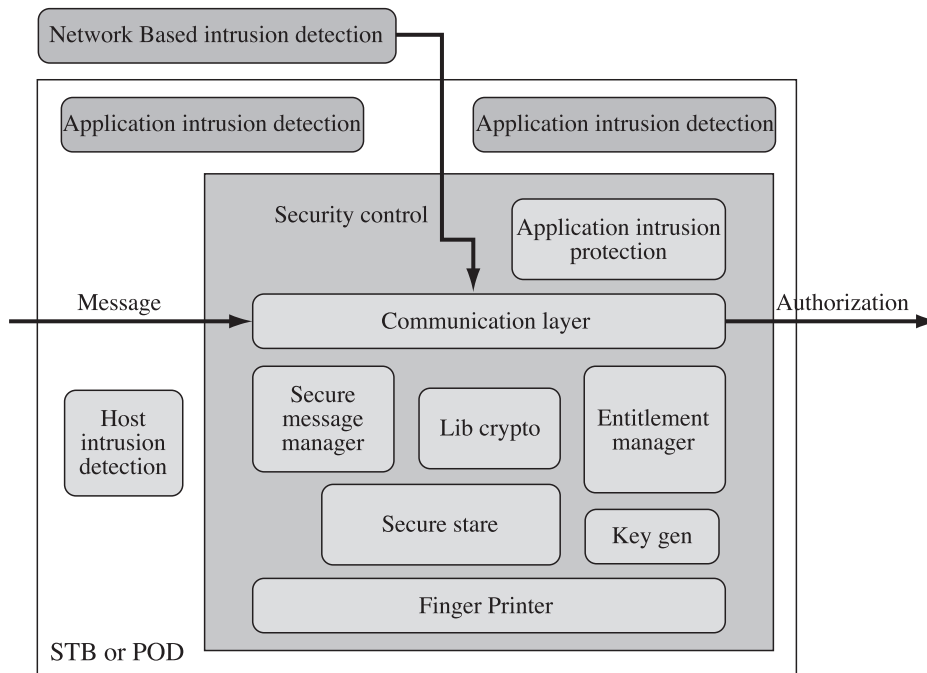 Network Based intrusion detection
Application intrusion detection
Application intrusion detection
Security control
Application intrusion
protection
Message
Communication layer
Authorization
Host
intrusion
detection
Secure
message
manager
Lib crypto
Entitlement
manager
Secure stare
Key gen
Finger Printer
STB or POD